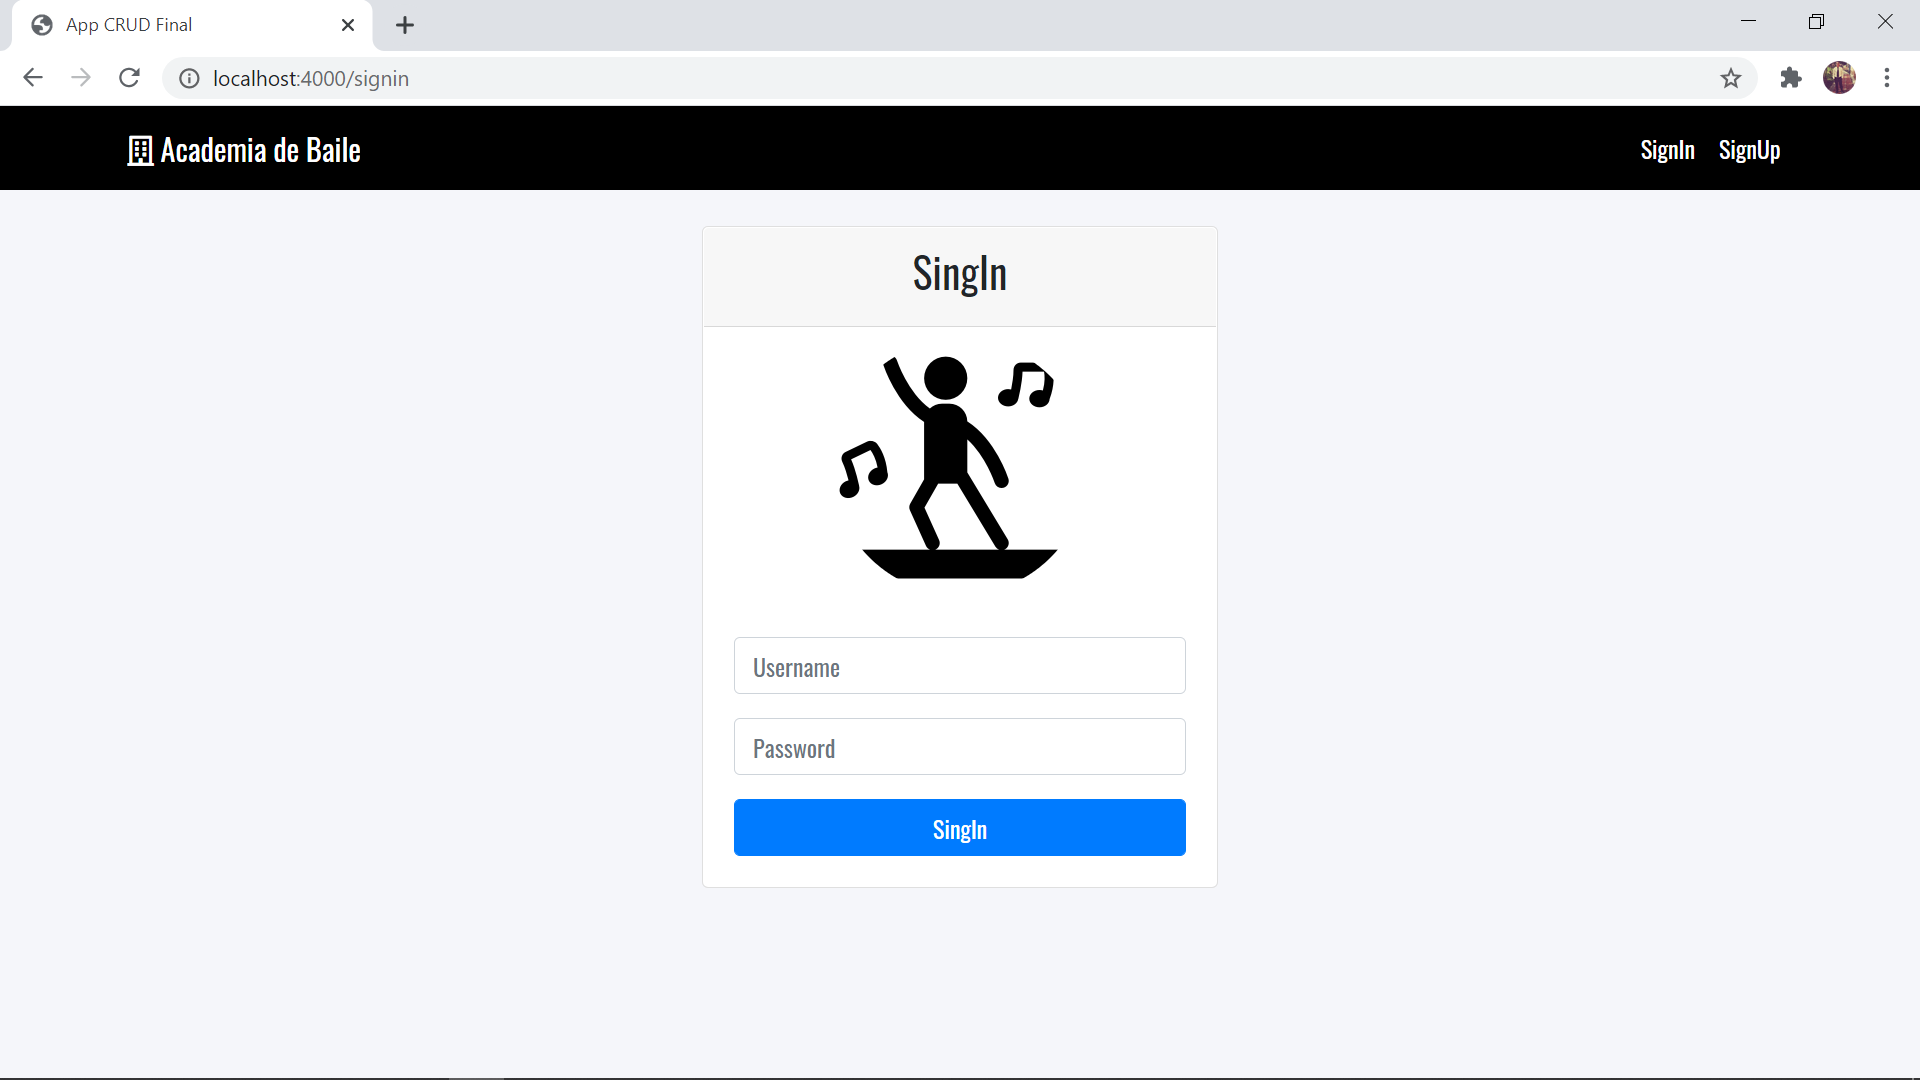 App CRUD Final
localhost:4000/signin
Academia de Baile
SignIn SignUp
SingIn
Username
Password
SingIn